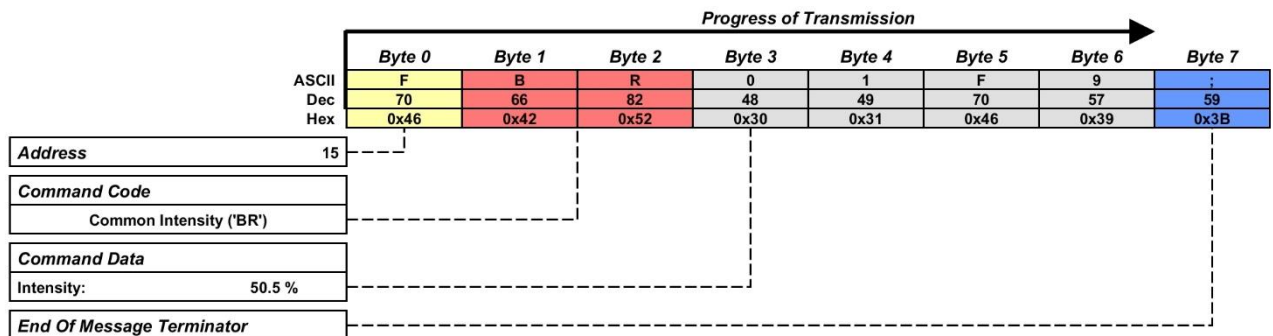 Progress of Transmission
Byte 0 Byte 1 Byte 2 Byte 3 Byte 4 Byte 5 Byte 6 Byte 7
ASCII F B R 0 1 F 9 ;
Dec 70 66 82 48 49 70 57 59
Hex 0x46 0x42 0x52 0x30 0x31 0x46 0x39 0x3B
Address 15
Command Code
Common Intensity ('BR')
Command Data
Intensity: 50.5 %
End Of Message Terminator